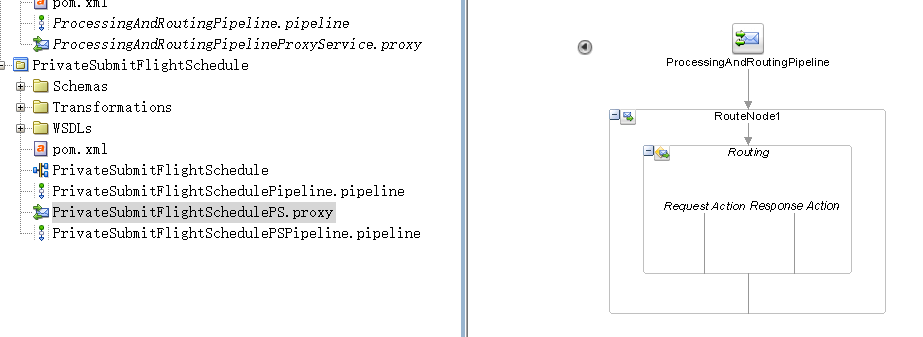 pom.xml
ProcessingAndRoutingPipeline.pipeline
ProcessingAndRoutingPipelineProxyService.proxy
PrivateSubmitFlightSchedule
Schemas
Transformations
WSDLs
pom.xml
PrivateSubmitFlightSchedule
PrivateSubmitFlightSchedulePipeline.pipeline
PrivateSubmitFlightSchedulePS.proxy
PrivateSubmitFlightSchedulePSPipeline.pipeline
ProcessingAndRoutingPipeline
RouteNode1
Routing
Request Action Response Action